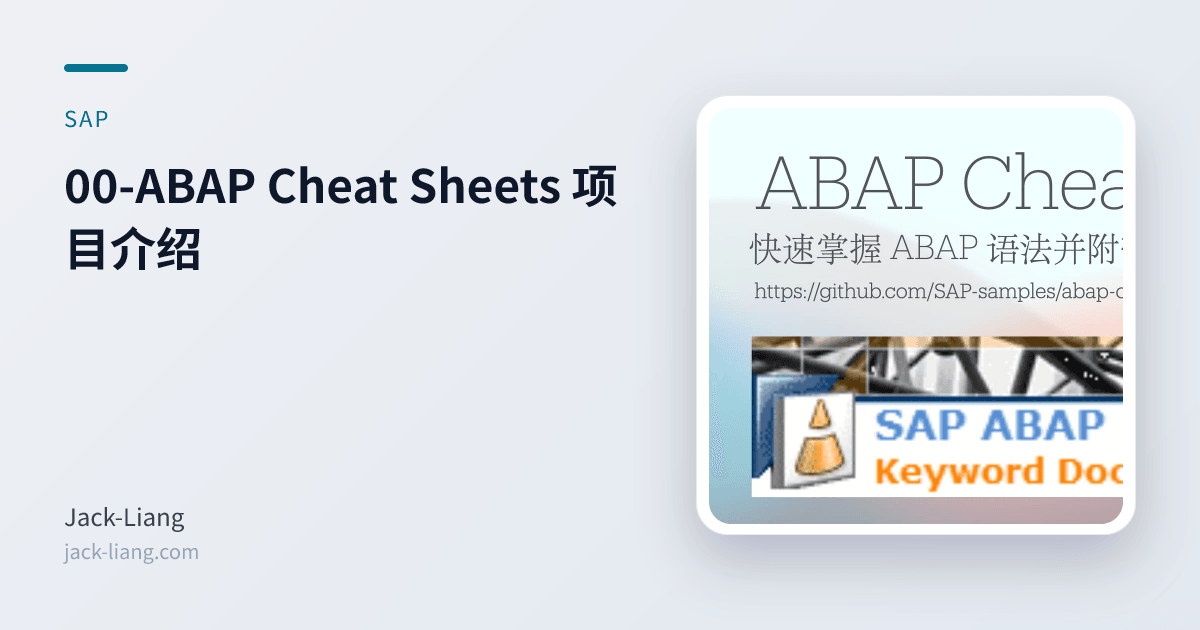 SAP
00-ABAP Cheat Sheets 项
目介绍
Jack-Liang
jack-liang.com
ABAP Chea
快速掌握 ABAP 语法并附
https://github.com/SAP-samples/abap-c
SAP ABAP
Keyword Doc